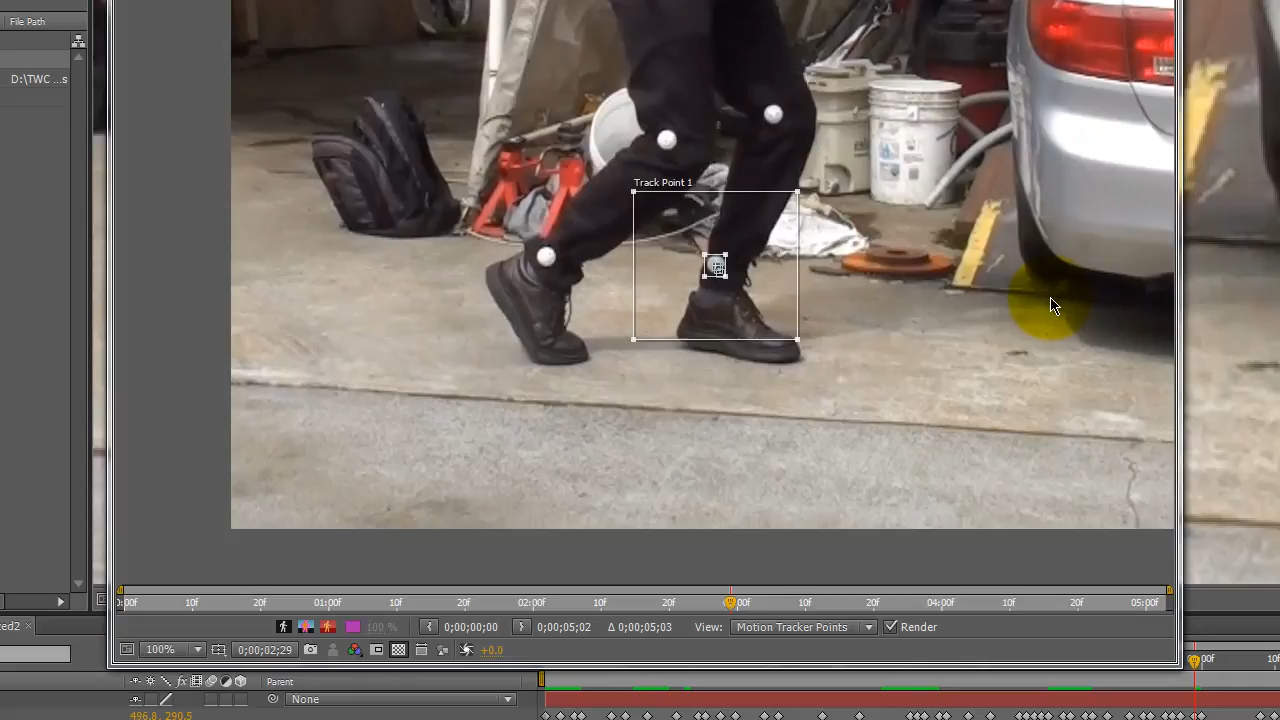 File Path
D:\TWC ...s
Track Point 1
0:00f 10f 20f 01:00f 10f 20f 02:00f 10f 20f 00f 10f 20f 04:00f 10f 20f 05:00f
100 % 0;00;00;00 0;00;05;02 Δ 0;00;05;03 View: Motion Tracker Points Render
ed2 ×
100% 0;00;02;29 +0.0
00f 10f
Parent
None
496.8, 290.5